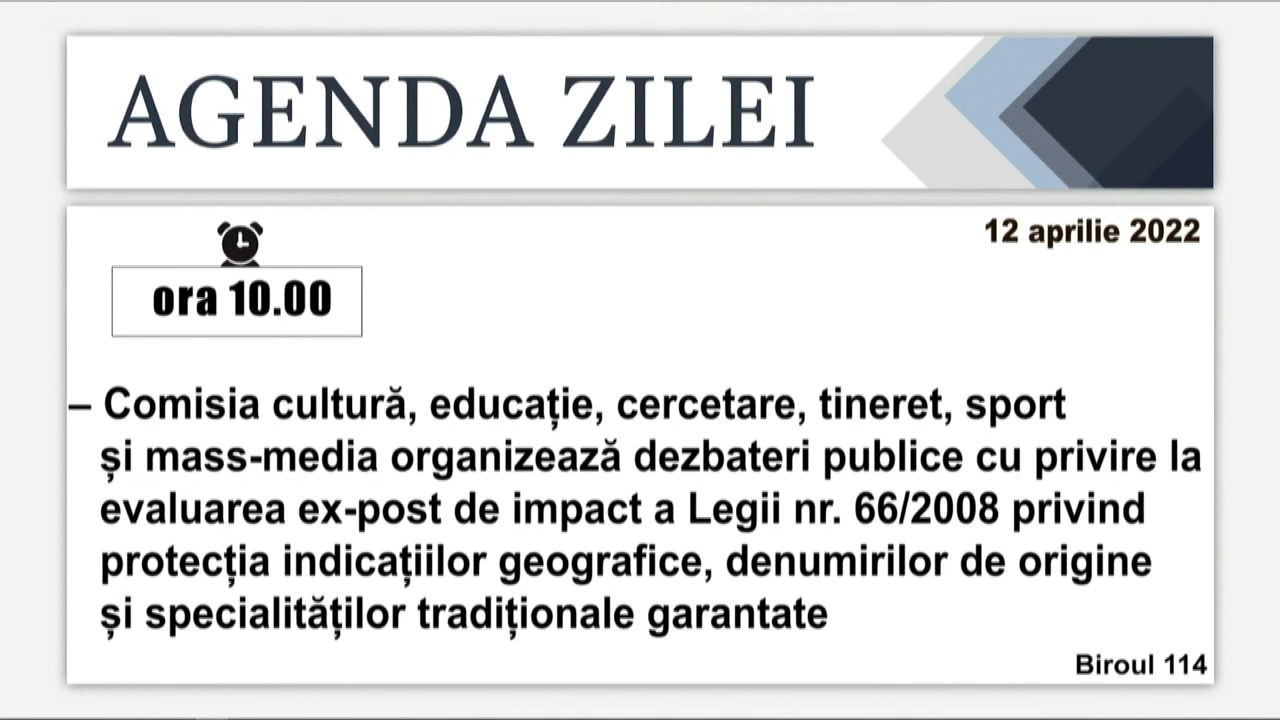 AGENDA ZILEI
12 aprilie 2022
ora 10.00
– Comisia cultură, educație, cercetare, tineret, sport
și mass-media organizează dezbateri publice cu privire la
evaluarea ex-post de impact a Legii nr. 66/2008 privind
protecția indicațiilor geografice, denumirilor de origine
și specialităților tradiționale garantate
Biroul 114